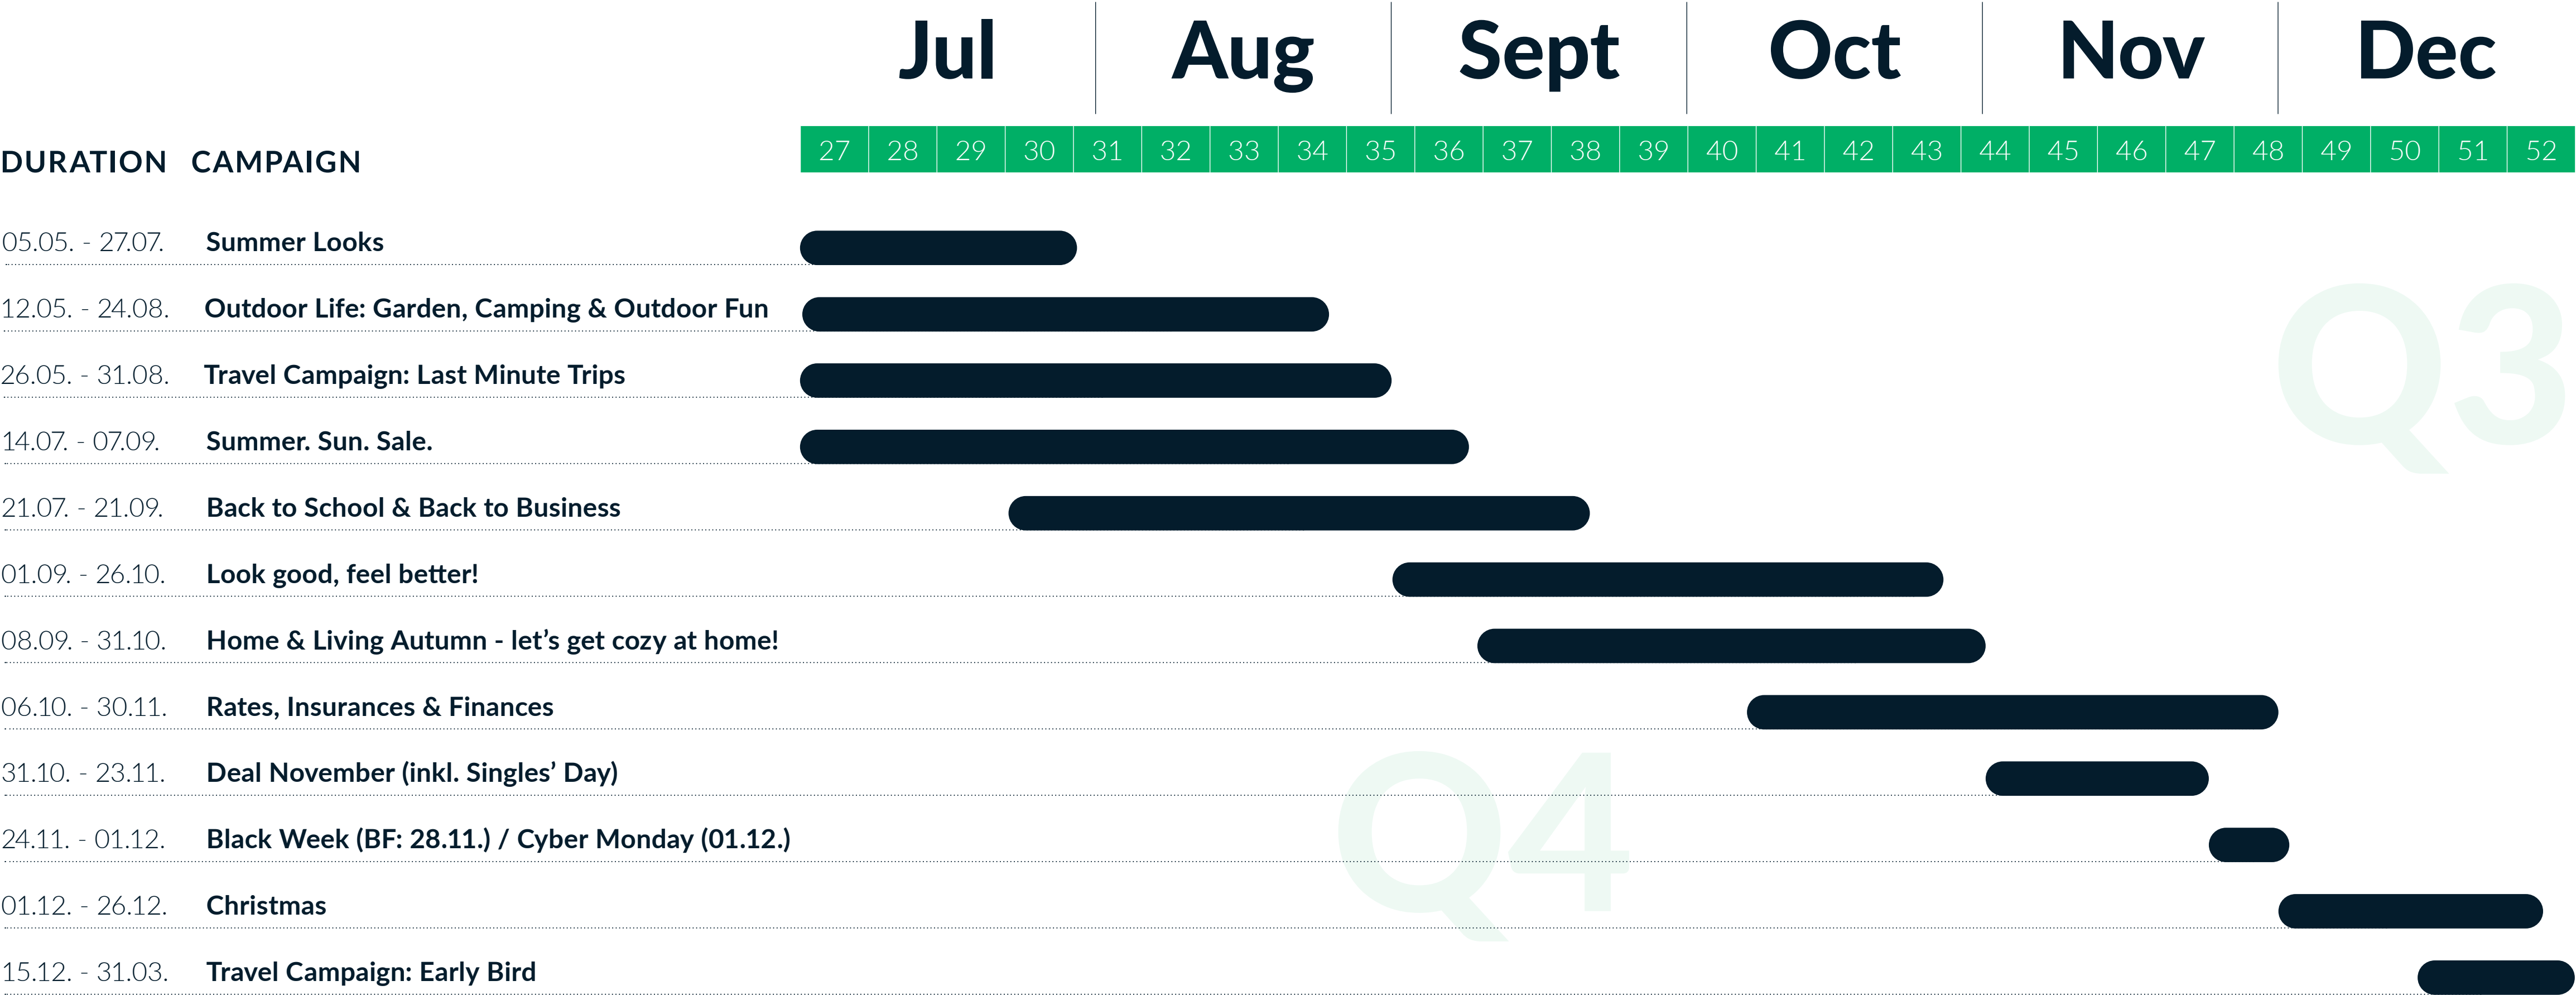 Jul Aug Sept Oct Nov Dec
DURATION CAMPAIGN 27 28 29 30 31 32 33 34 35 36 37 38 39 40 41 42 43 44 45 46 47 48 49 50 51 52
05.05. - 27.07. Summer Looks
12.05. - 24.08. Outdoor Life: Garden, Camping & Outdoor Fun
26.05. - 31.08. Travel Campaign: Last Minute Trips
Q3
14.07. - 07.09. Summer. Sun. Sale.
21.07. - 21.09. Back to School & Back to Business
01.09. - 26.10. Look good, feel better!
08.09. - 31.10. Home & Living Autumn - let’s get cozy at home!
06.10. - 30.11. Rates, Insurances & Finances
31.10. - 23.11. Deal November (inkl. Singles’ Day)
Q4
24.11. - 01.12. Black Week (BF: 28.11.) / Cyber Monday (01.12.)
01.12. - 26.12. Christmas
15.12. - 31.03. Travel Campaign: Early Bird